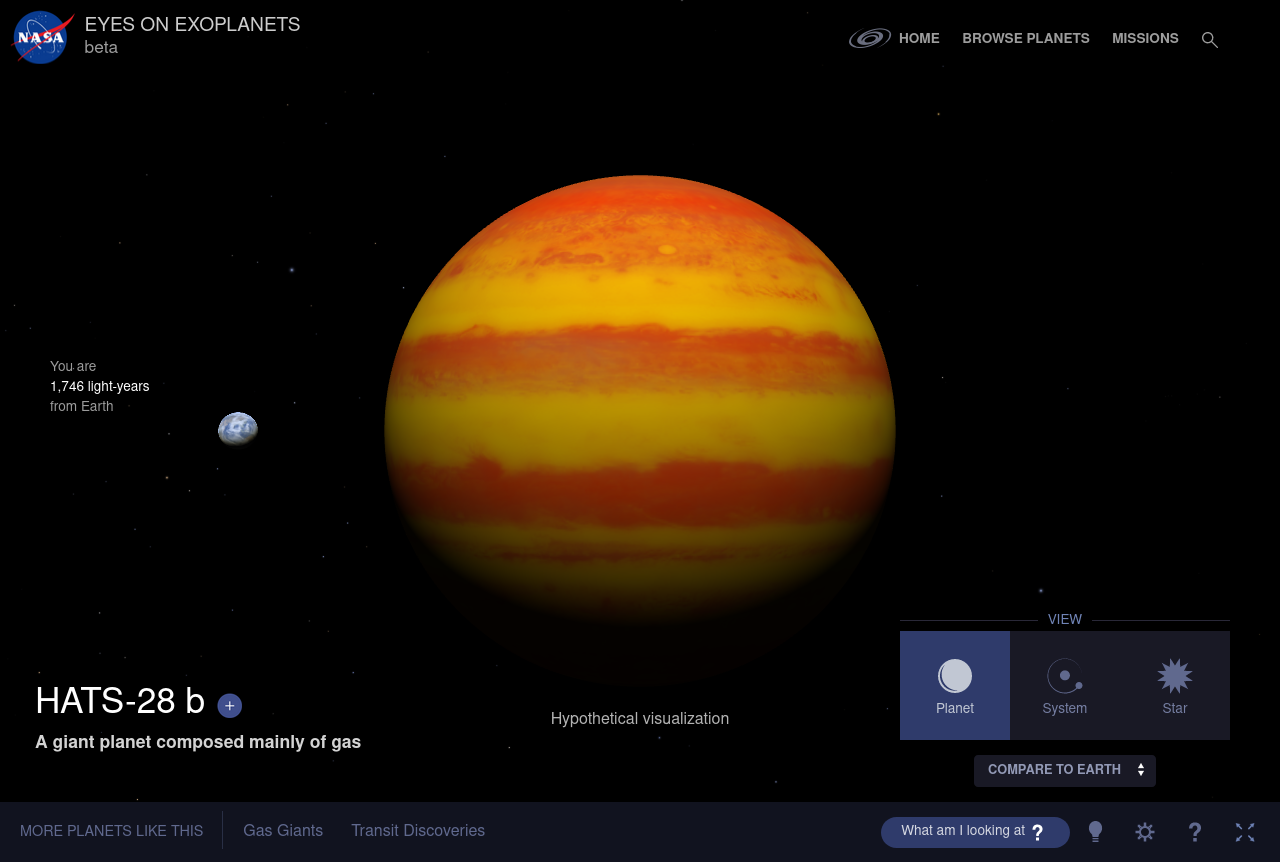 NASA
EYES ON EXOPLANETS
beta
HOME
BROWSE PLANETS
MISSIONS
You are
1,746 light-years
from Earth
HATS-28 b +
A giant planet composed mainly of gas
Hypothetical visualization
VIEW
Planet
System
Star
COMPARE TO EARTH
MORE PLANETS LIKE THIS
Gas Giants
Transit Discoveries
What am I looking at ?
?